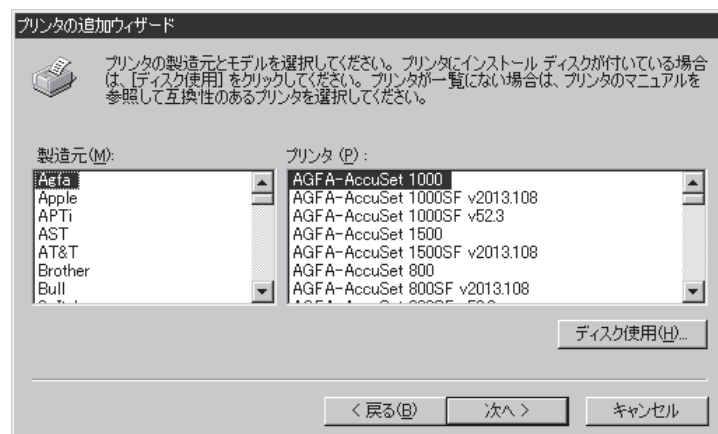 プリンタの追加ウィザード
プリンタの製造元とモデルを選択してください。プリンタにインストール ディスクが付いている場合
は、[ディスク使用] をクリックしてください。プリンタが一覧にない場合は、プリンタのマニュアルを
参照して互換性のあるプリンタを選択してください。
製造元(M):
Agfa
Apple
APTi
AST
AT&T
Brother
Bull
プリンタ (P) :
AGFA-AccuSet 1000
AGFA-AccuSet 1000SF v2013.108
AGFA-AccuSet 1000SF v52.3
AGFA-AccuSet 1500
AGFA-AccuSet 1500SF v2013.108
AGFA-AccuSet 800
AGFA-AccuSet 800SF v2013.108
ディスク使用(H)...
< 戻る(B)
次へ >
キャンセル